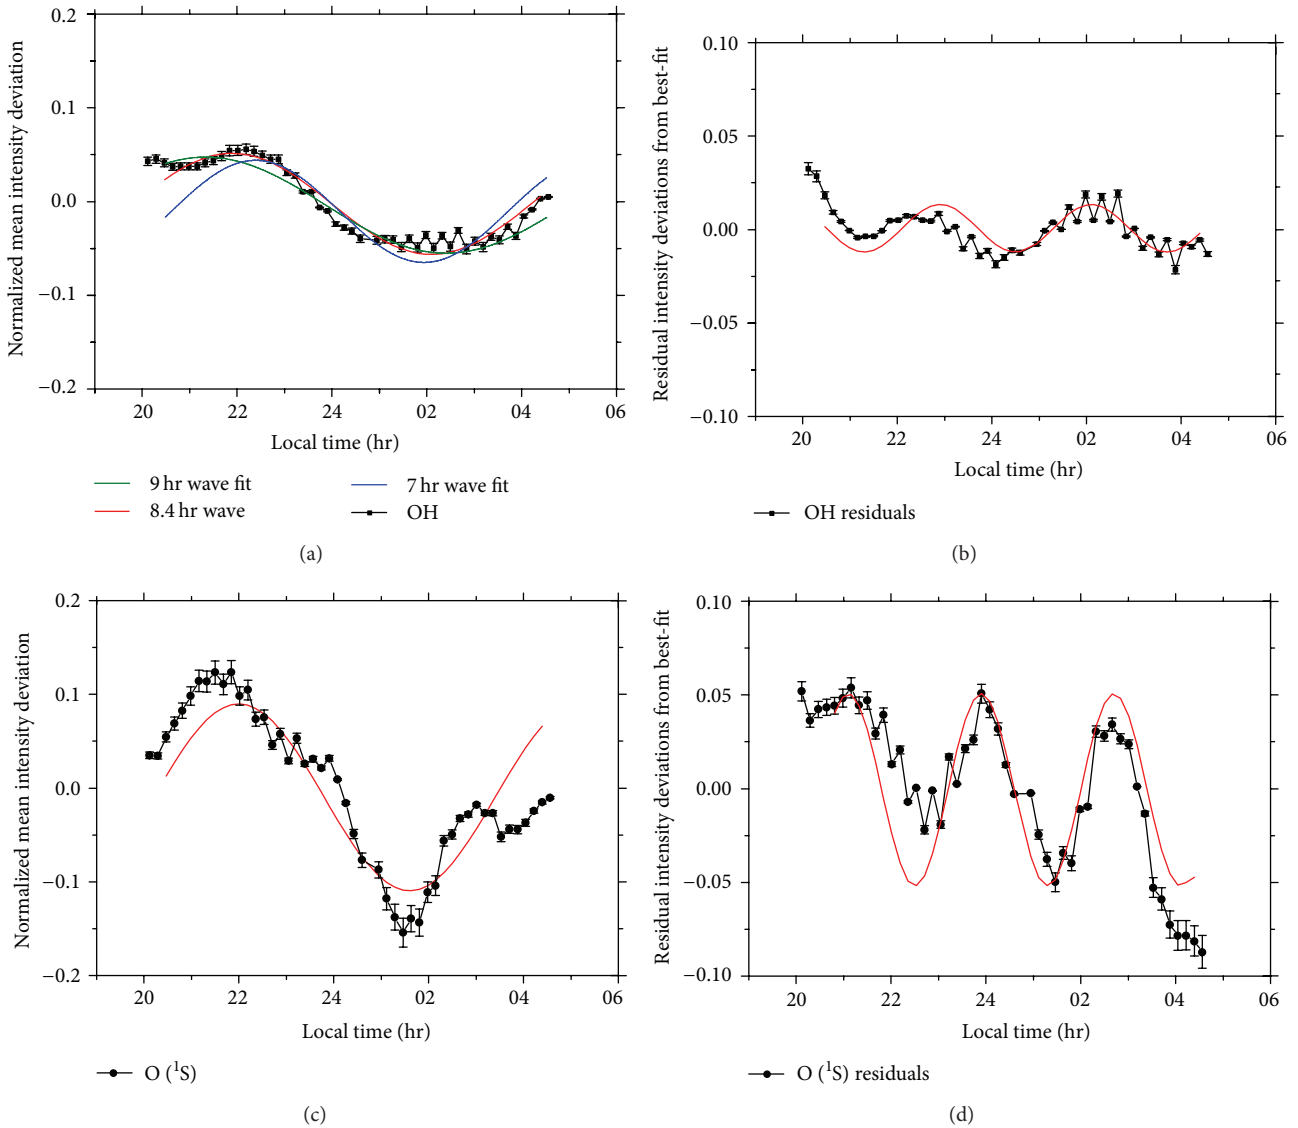 Normalized mean intensity deviation
0.2
0.1
0.0
−0.1
−0.2
20 22 24 02 04 06
Local time (hr)
9 hr wave fit 7 hr wave fit
8.4 hr wave OH
(a)
Residual intensity deviations from best-fit
0.10
0.05
0.00
−0.05
−0.10
20 22 24 02 04 06
Local time (hr)
OH residuals
(b)
Normalized mean intensity deviation
0.2
0.1
0.0
−0.1
−0.2
20 22 24 02 04 06
Local time (hr)
O (¹S)
(c)
Residual intensity deviations from best-fit
0.10
0.05
0.00
−0.05
−0.10
20 22 24 02 04 06
Local time (hr)
O (¹S) residuals
(d)